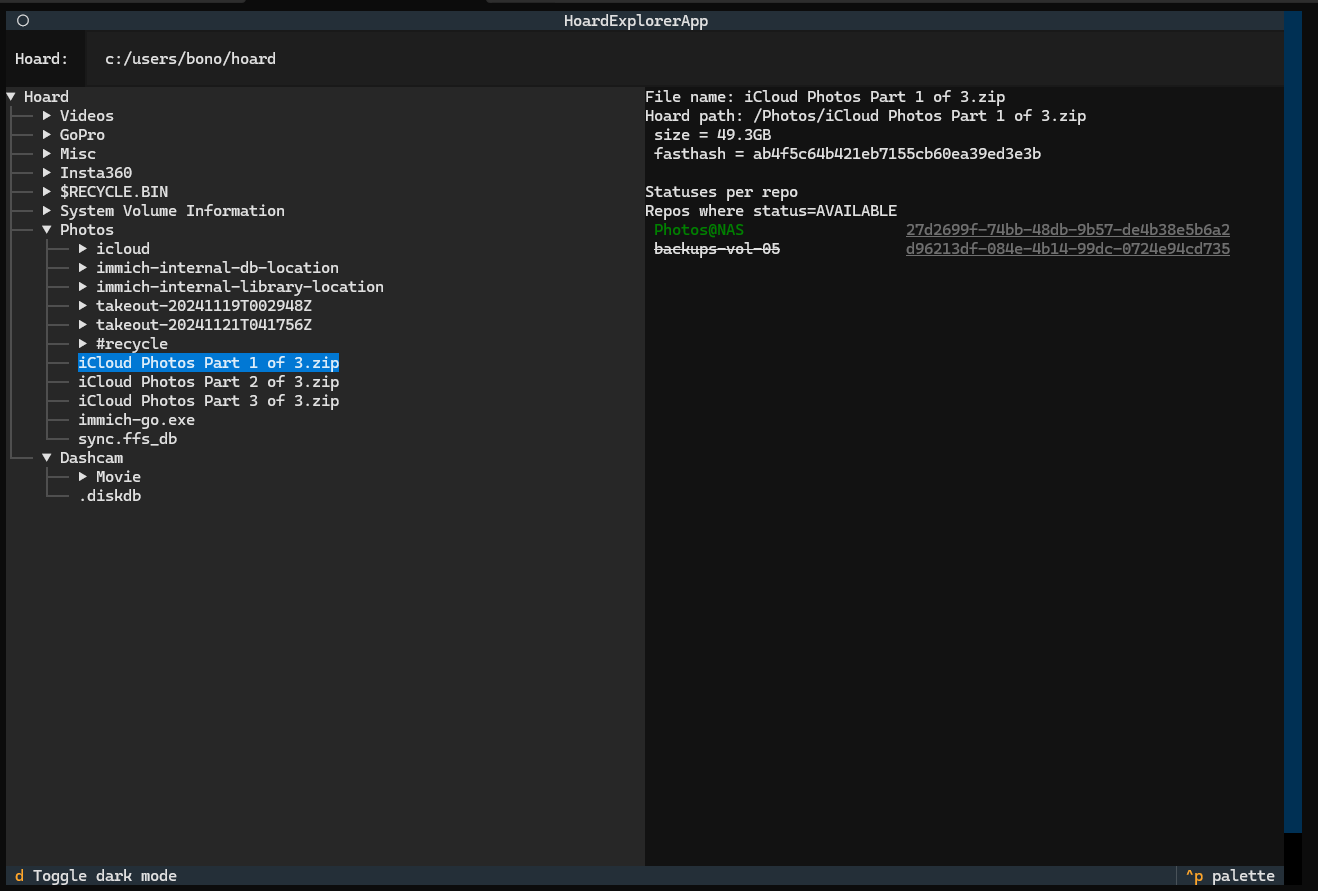 HoardExplorerApp
Hoard: c:/users/bono/hoard
▼ Hoard
▶ Videos
▶ GoPro
▶ Misc
▶ Insta360
▶ $RECYCLE.BIN
▶ System Volume Information
▼ Photos
▶ icloud
▶ immich-internal-db-location
▶ immich-internal-library-location
▶ takeout-20241119T002948Z
▶ takeout-20241121T041756Z
▶ #recycle
iCloud Photos Part 1 of 3.zip
iCloud Photos Part 2 of 3.zip
iCloud Photos Part 3 of 3.zip
immich-go.exe
sync.ffs_db
▼ Dashcam
▶ Movie
.diskdb
File name: iCloud Photos Part 1 of 3.zip
Hoard path: /Photos/iCloud Photos Part 1 of 3.zip
size = 49.3GB
fasthash = ab4f5c64b421eb7155cb60ea39ed3e3b
Statuses per repo
Repos where status=AVAILABLE
Photos@NAS 27d2699f-74bb-48db-9b57-de4b38e5b6a2
backups-vol-05 d96213df-084e-4b14-99dc-0724e94cd735
d Toggle dark mode
^p palette